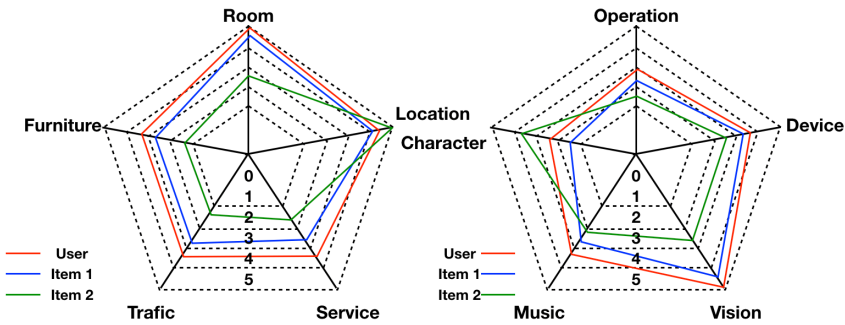 Room
Furniture
Location
0
1
2
3
4
5
User
Item 1
Item 2
Trafic
Service
Operation
Character
Device
0
1
2
3
4
5
User
Item 1
Item 2
Music
Vision